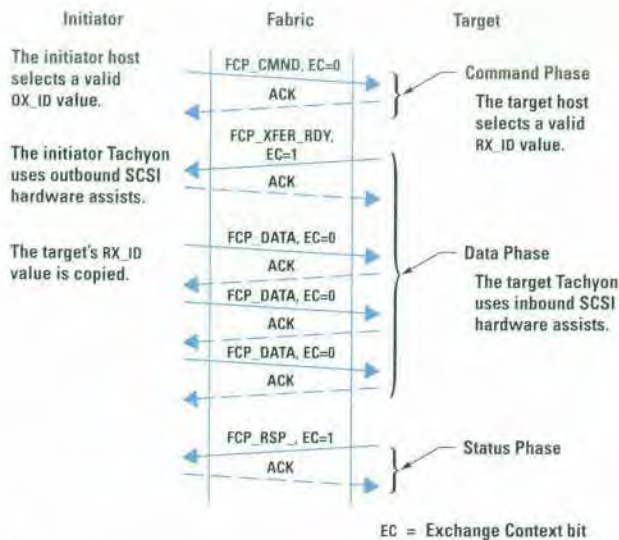 Initiator
Fabric
Target
The initiator host
selects a valid
OX_ID value.
FCP_CMND, EC=0
ACK
Command Phase
The target host
selects a valid
RX_ID value.
The initiator Tachyon
uses outbound SCSI
hardware assists.
FCP_XFER_RDY,
EC=1
ACK
The target's RX_ID
value is copied.
FCP_DATA, EC=0
ACK
FCP_DATA, EC=0
ACK
FCP_DATA, EC=0
ACK
Data Phase
The target Tachyon
uses inbound SCSI
hardware assists.
FCP_RSP_, EC=1
ACK
Status Phase
EC = Exchange Context bit